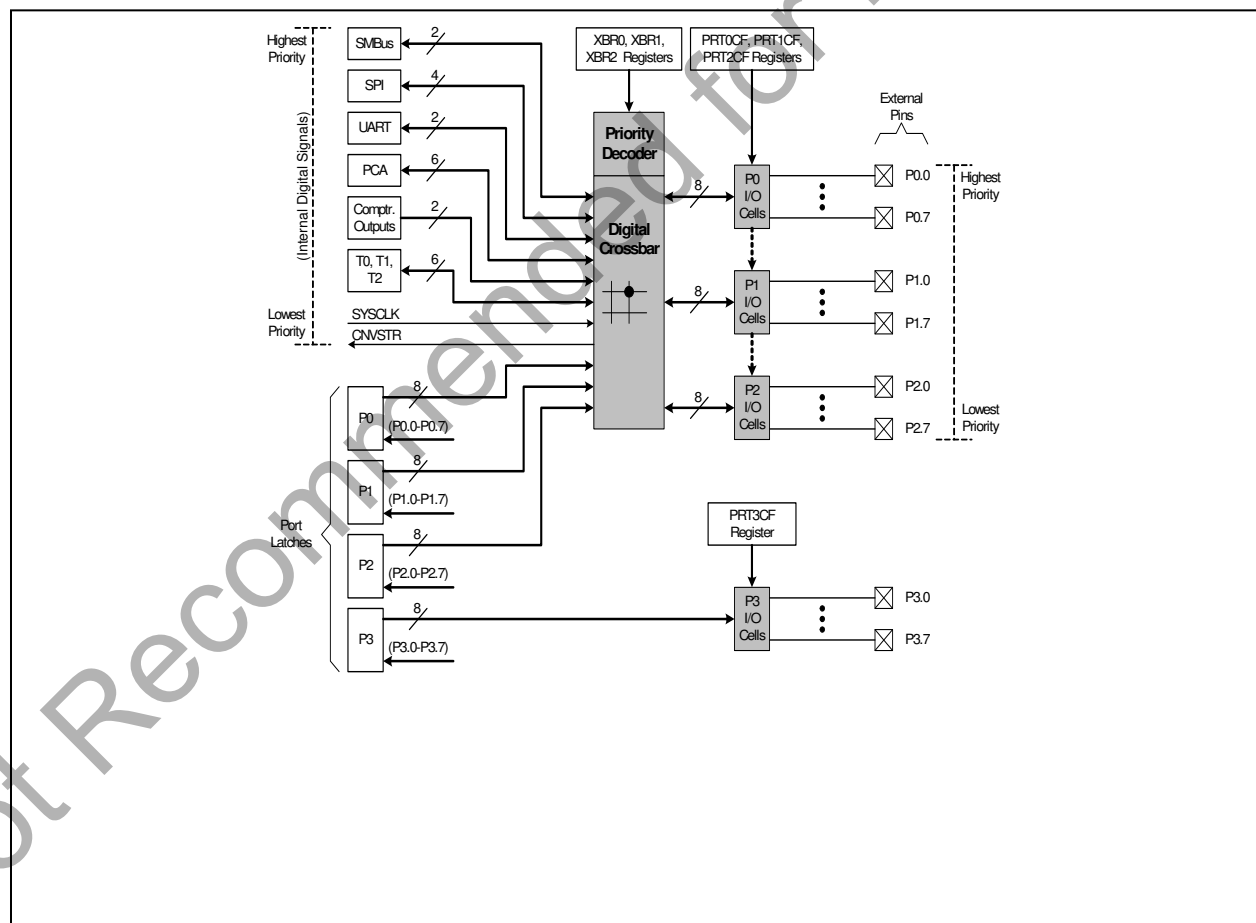 Highest
Priority
(Internal Digital Signals)
Lowest
Priority
SMBus
2
SPI
4
UART
2
PCA
6
Comptr.
Outputs
2
T0, T1,
T2
6
SYSCLK
CNVSTR
XBR0, XBR1,
XBR2 Registers
PRT0CF, PRT1CF,
PRT2CF Registers
Priority
Decoder
Digital
Crossbar
8
P0
I/O
Cells
8
P1
I/O
Cells
8
P2
I/O
Cells
External
Pins
P0.0
P0.7
P1.0
P1.7
P2.0
P2.7
Highest
Priority
Lowest
Priority
Port
Latches
P0
8
(P0.0-P0.7)
P1
8
(P1.0-P1.7)
P2
8
(P2.0-P2.7)
P3
8
(P3.0-P3.7)
PRT3CF
Register
P3
I/O
Cells
P3.0
P3.7
Recommended for